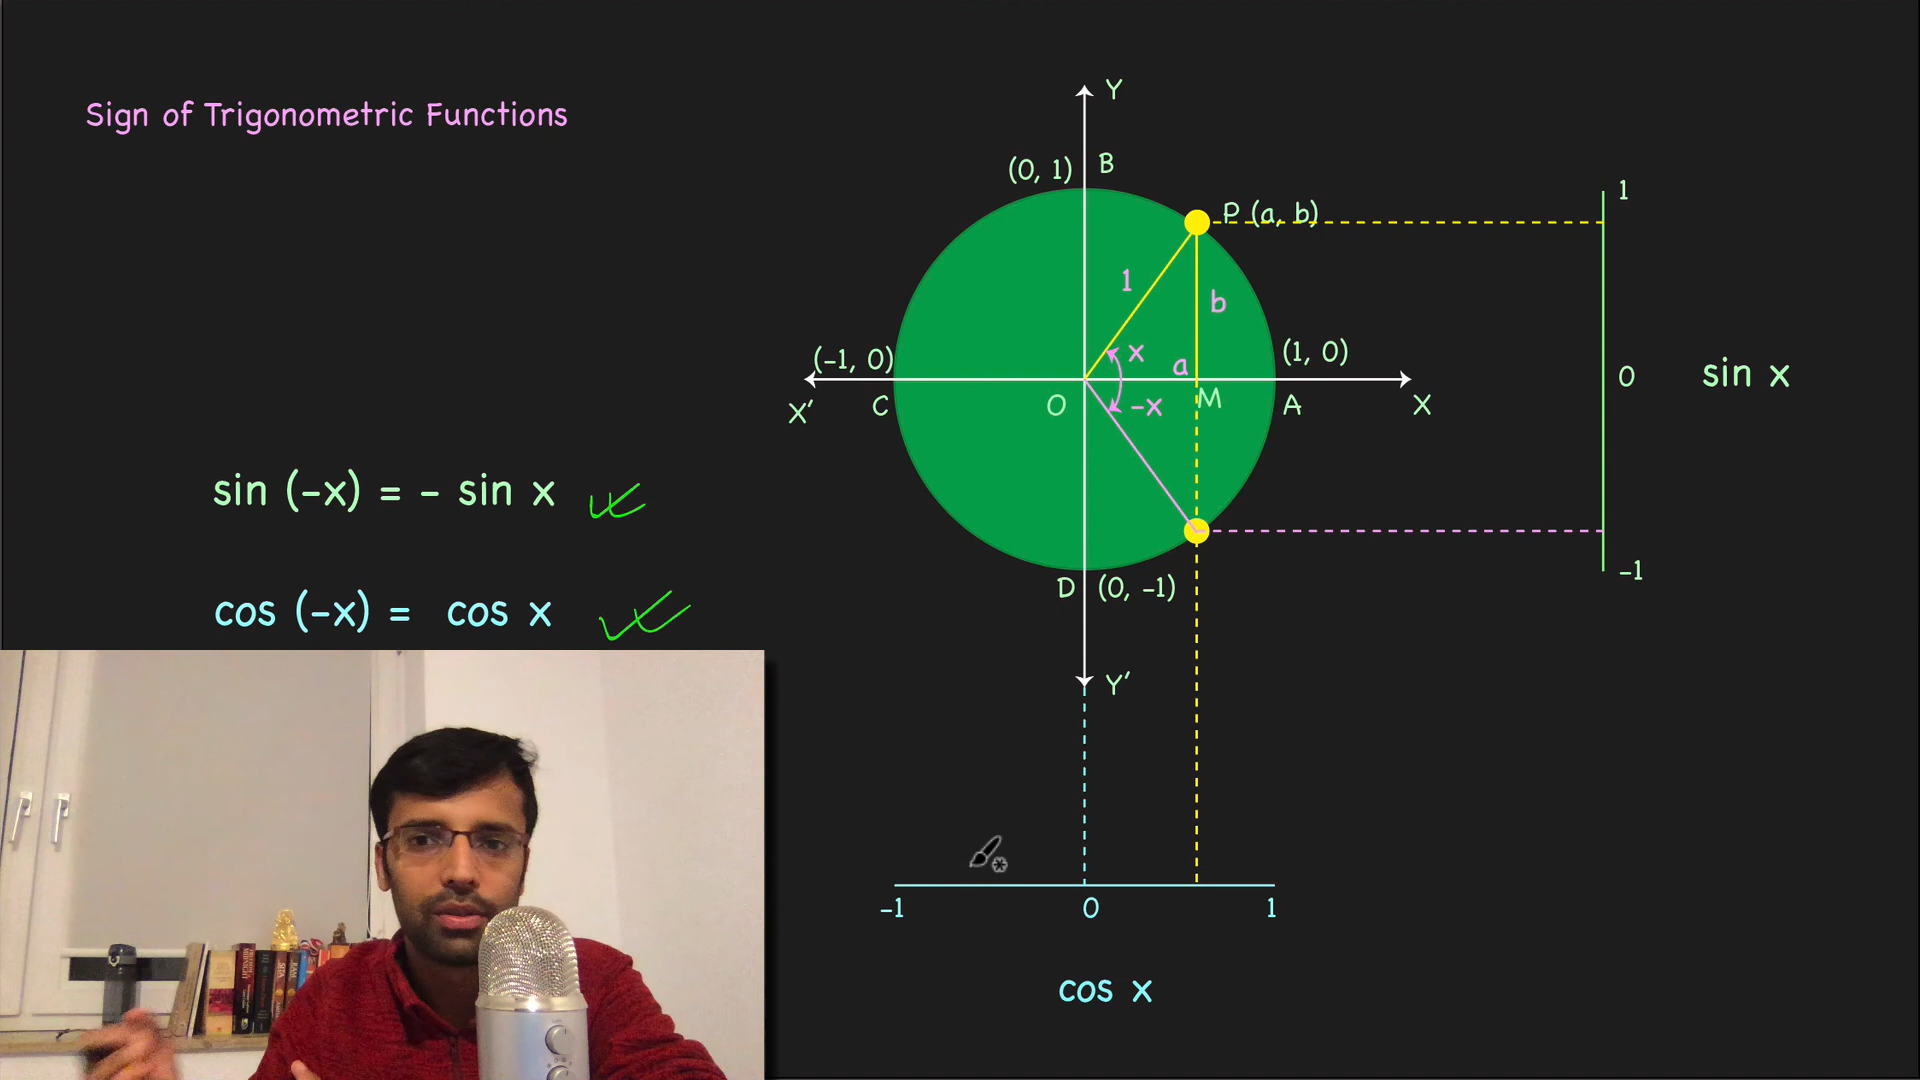 Sign of Trigonometric Functions
Y
(0, 1) B
P (a, b)
1
1
b
x
a
(-1, 0)
(1, 0)
0
sin x
X′
C
O
-x
M
A
X
sin (-x) = - sin x
-1
D (0, -1)
cos (-x) = cos x
Y′
-1
0
1
cos x